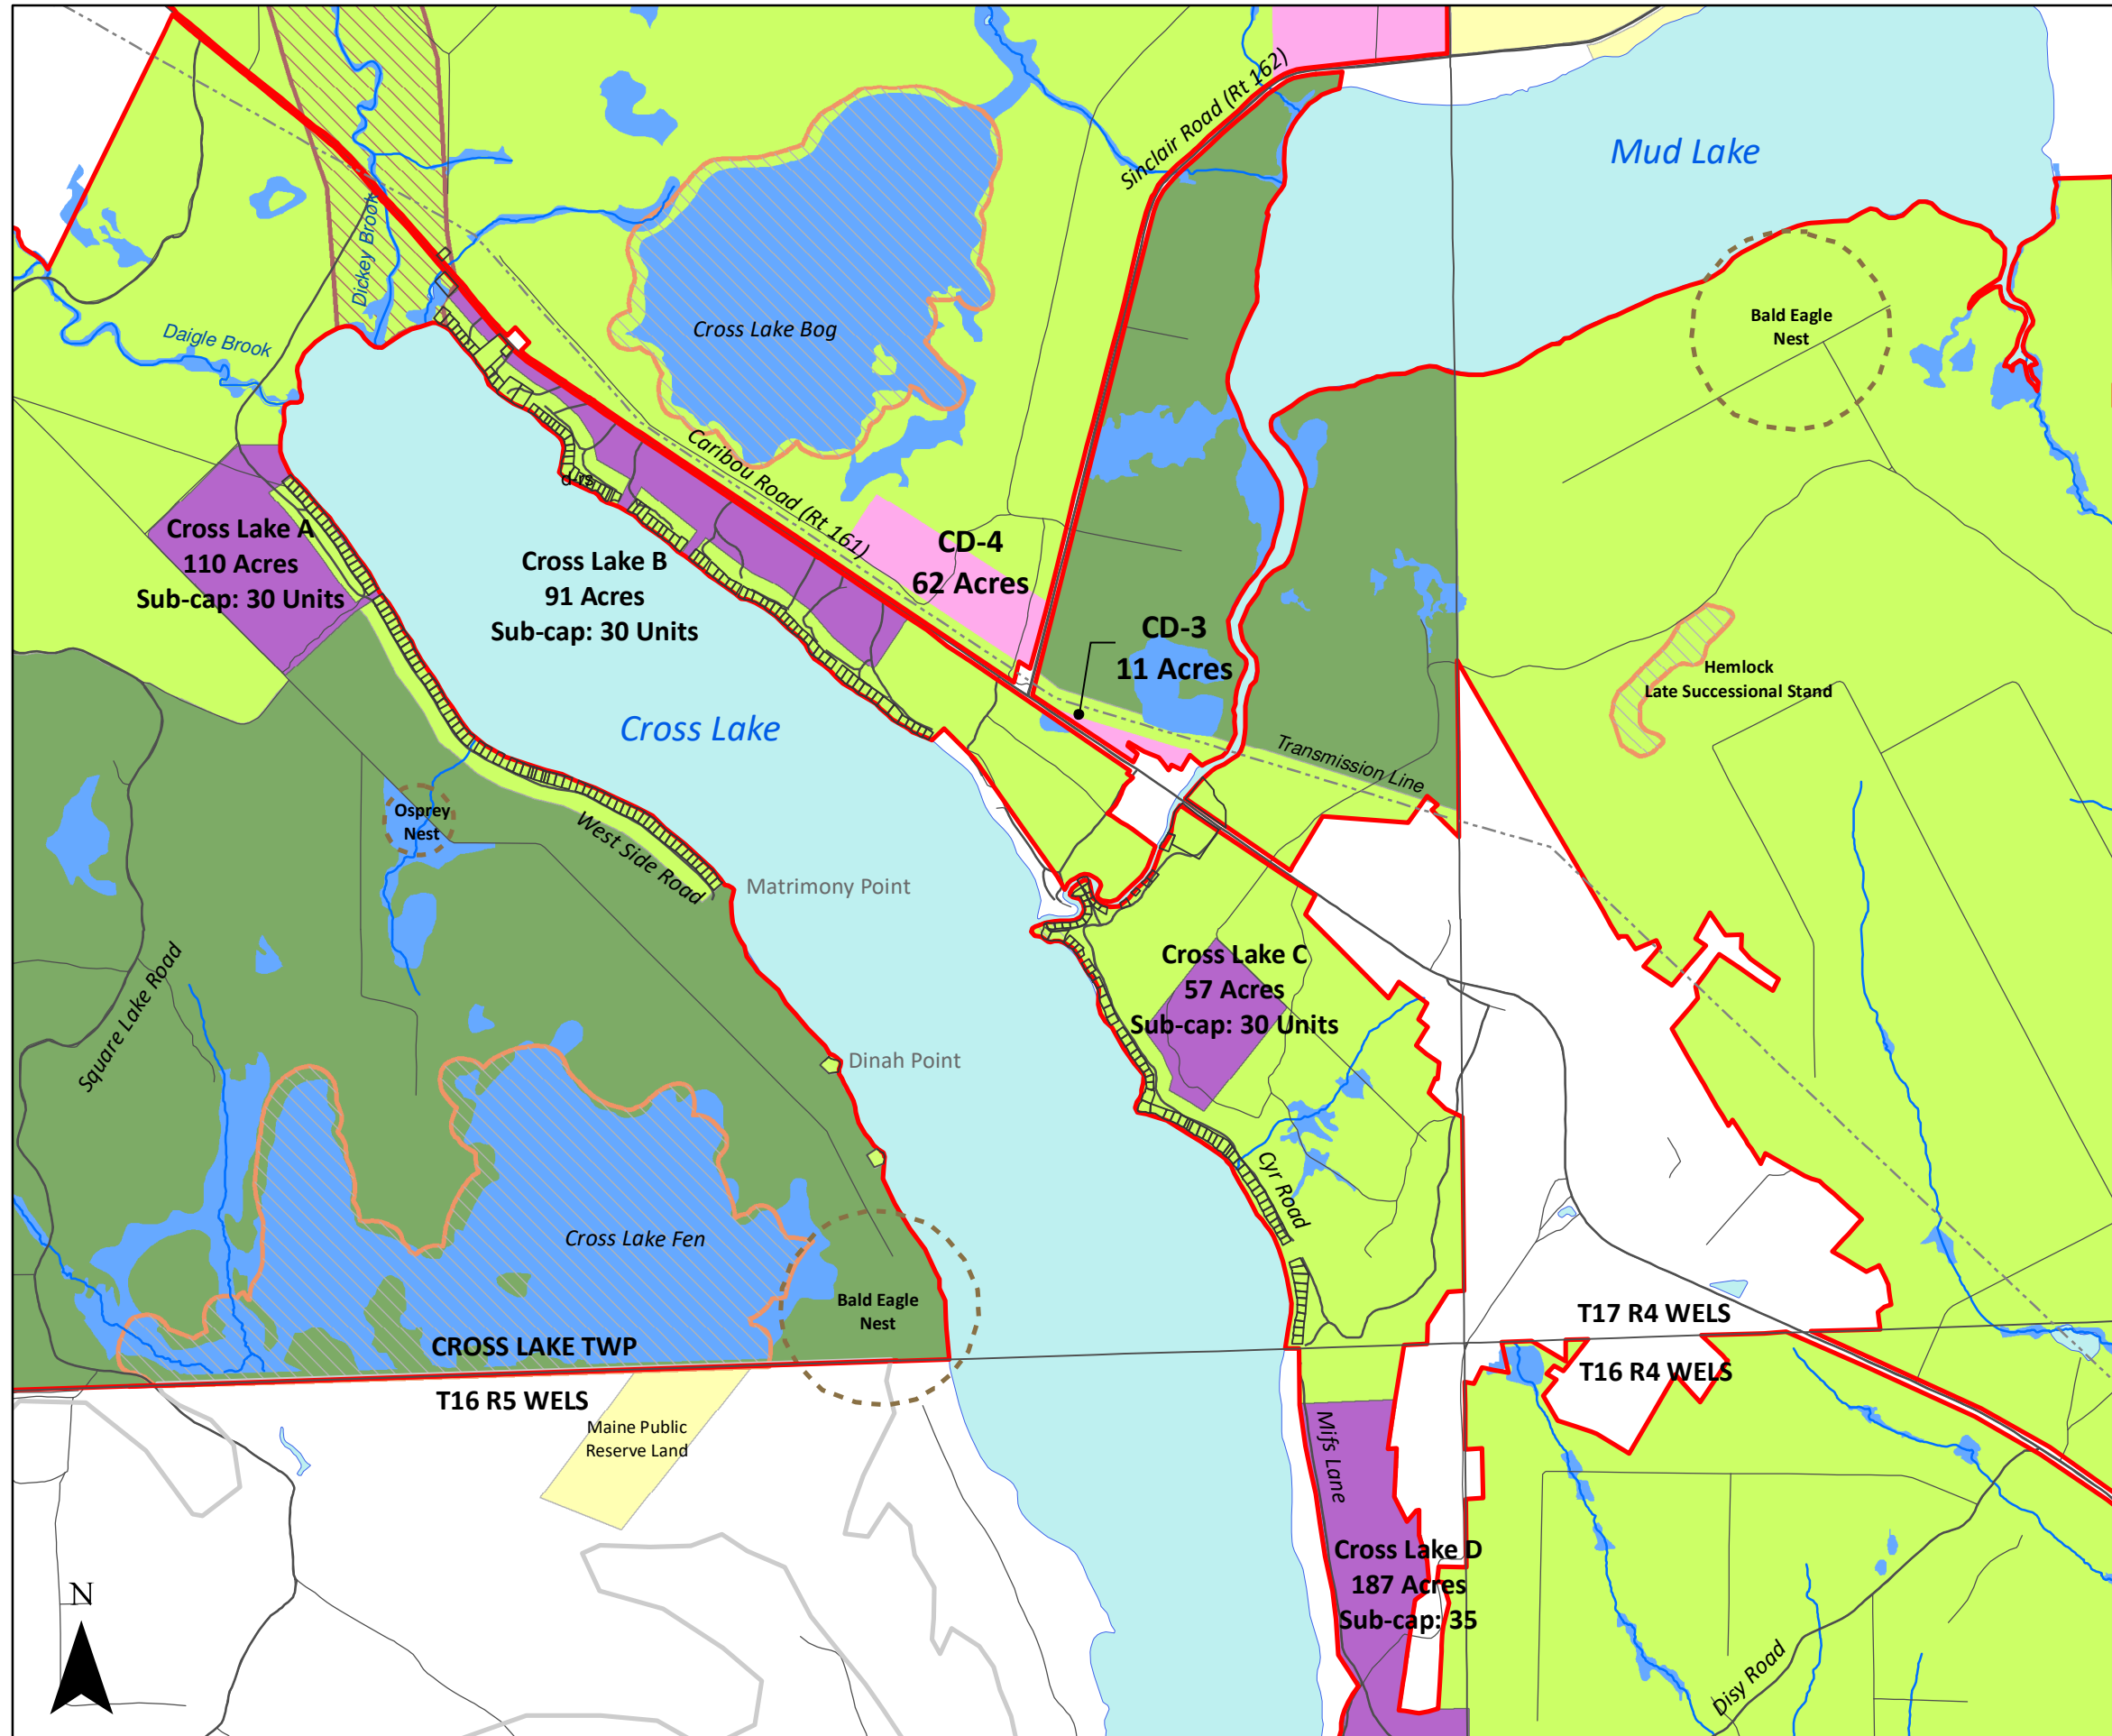 Sinclair Road (Rt 162)
Mud Lake
Dickey Brook
Daigle Brook
Cross Lake Bog
Bald Eagle
Nest
Caribou Road (Rt 161)
Cross Lake A
110 Acres
Sub-cap: 30 Units
Cross Lake B
91 Acres
Sub-cap: 30 Units
CD-4
62 Acres
CD-3
11 Acres
Hemlock
Late Successional Stand
Cross Lake
Transmission Line
Osprey
Nest
West Side Road
Matrimony Point
Square Lake Road
Cross Lake C
57 Acres
Sub-cap: 30 Units
Dinah Point
Cyr Road
Cross Lake Fen
Bald Eagle
Nest
CROSS LAKE TWP
T16 R5 WELS
T17 R4 WELS
T16 R4 WELS
Maine Public
Reserve Land
Mifs Lane
Cross Lake D
187 Acres
Sub-cap: 35
Disy Road
N